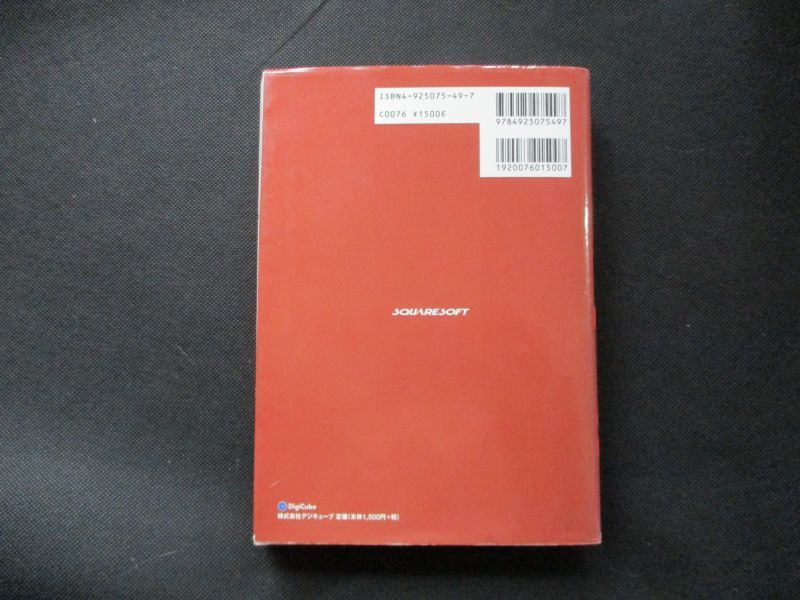 ISBN4-925075-49-7
C0076 ¥1500E
9784925075497
1920076015007
SQUARESOFT
DigiCube
株式会社デジキューブ 定価(本体1,500円+税)